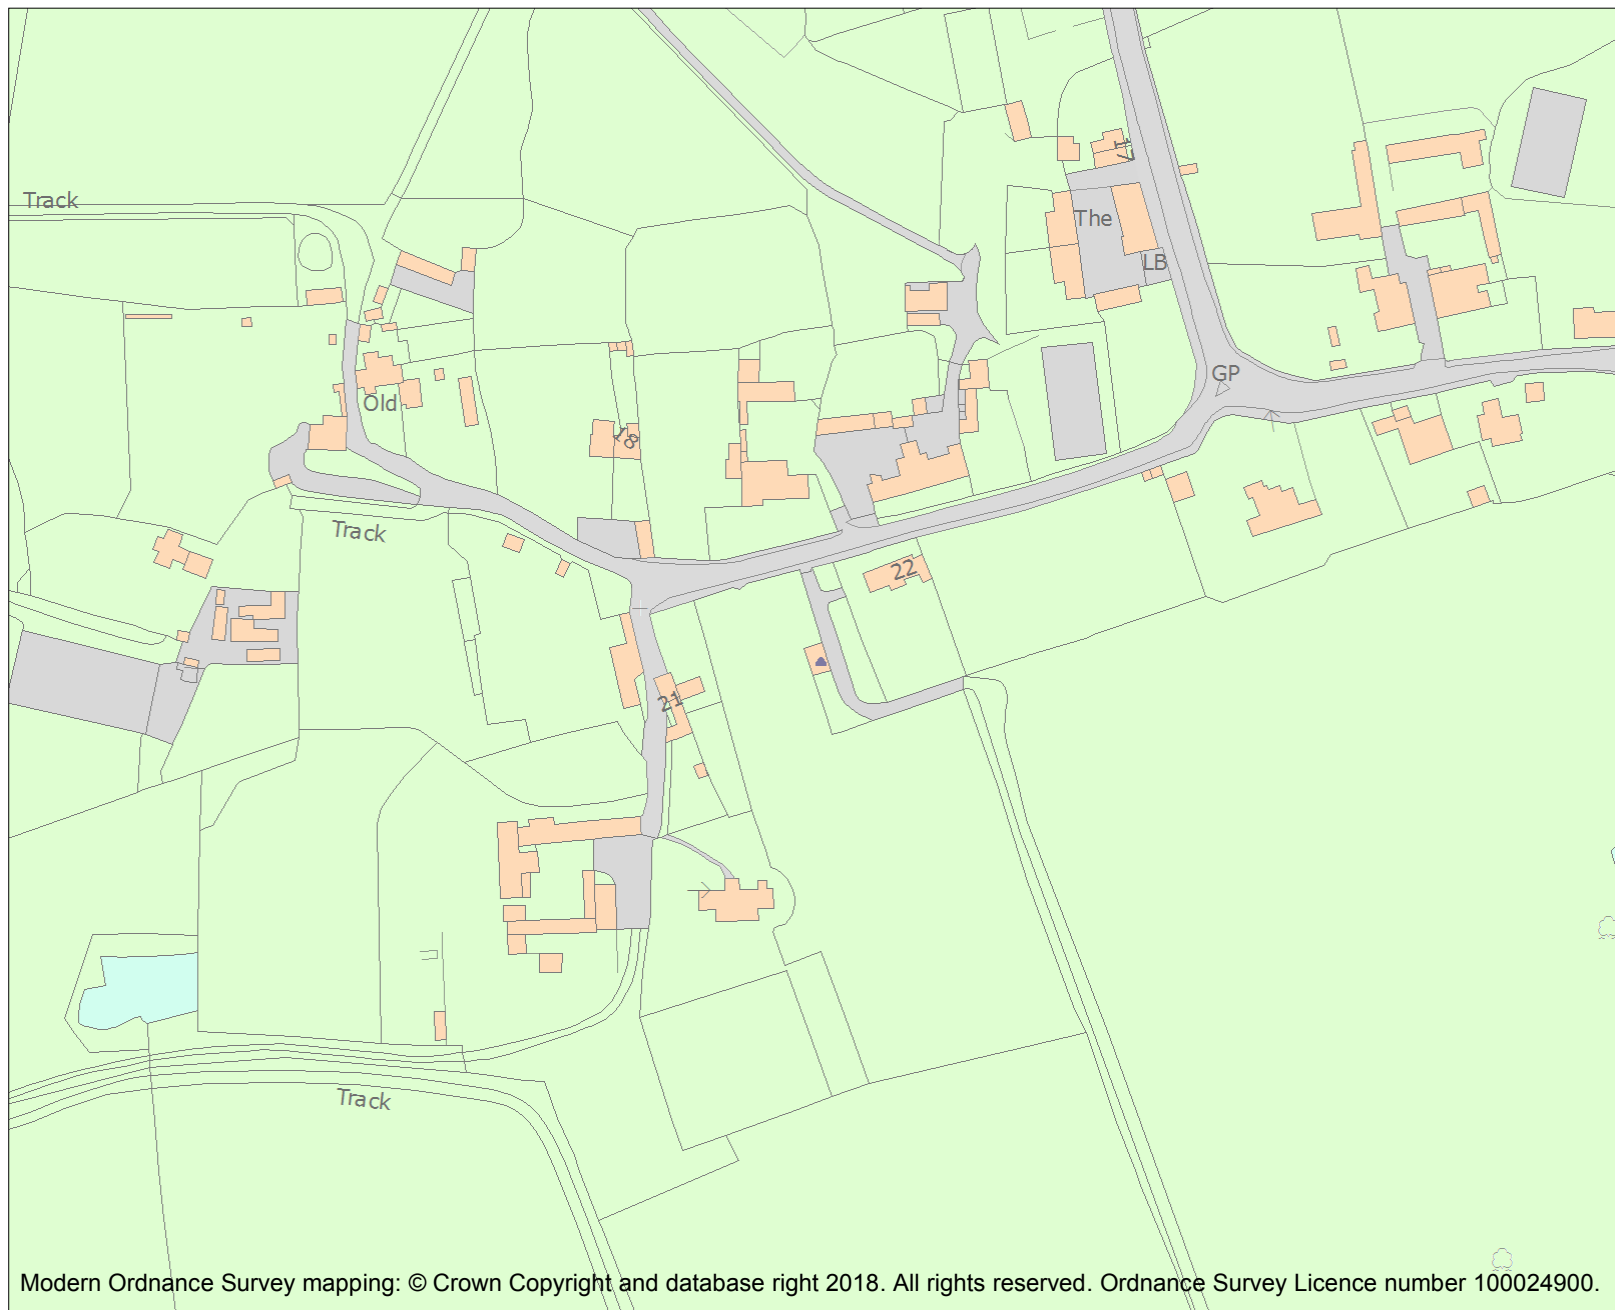 17
Track
The
LB
GP
Old
18
Track
22
21
Track
Modern Ordnance Survey mapping: © Crown Copyright and database right 2018. All rights reserved. Ordnance Survey Licence number 100024900.